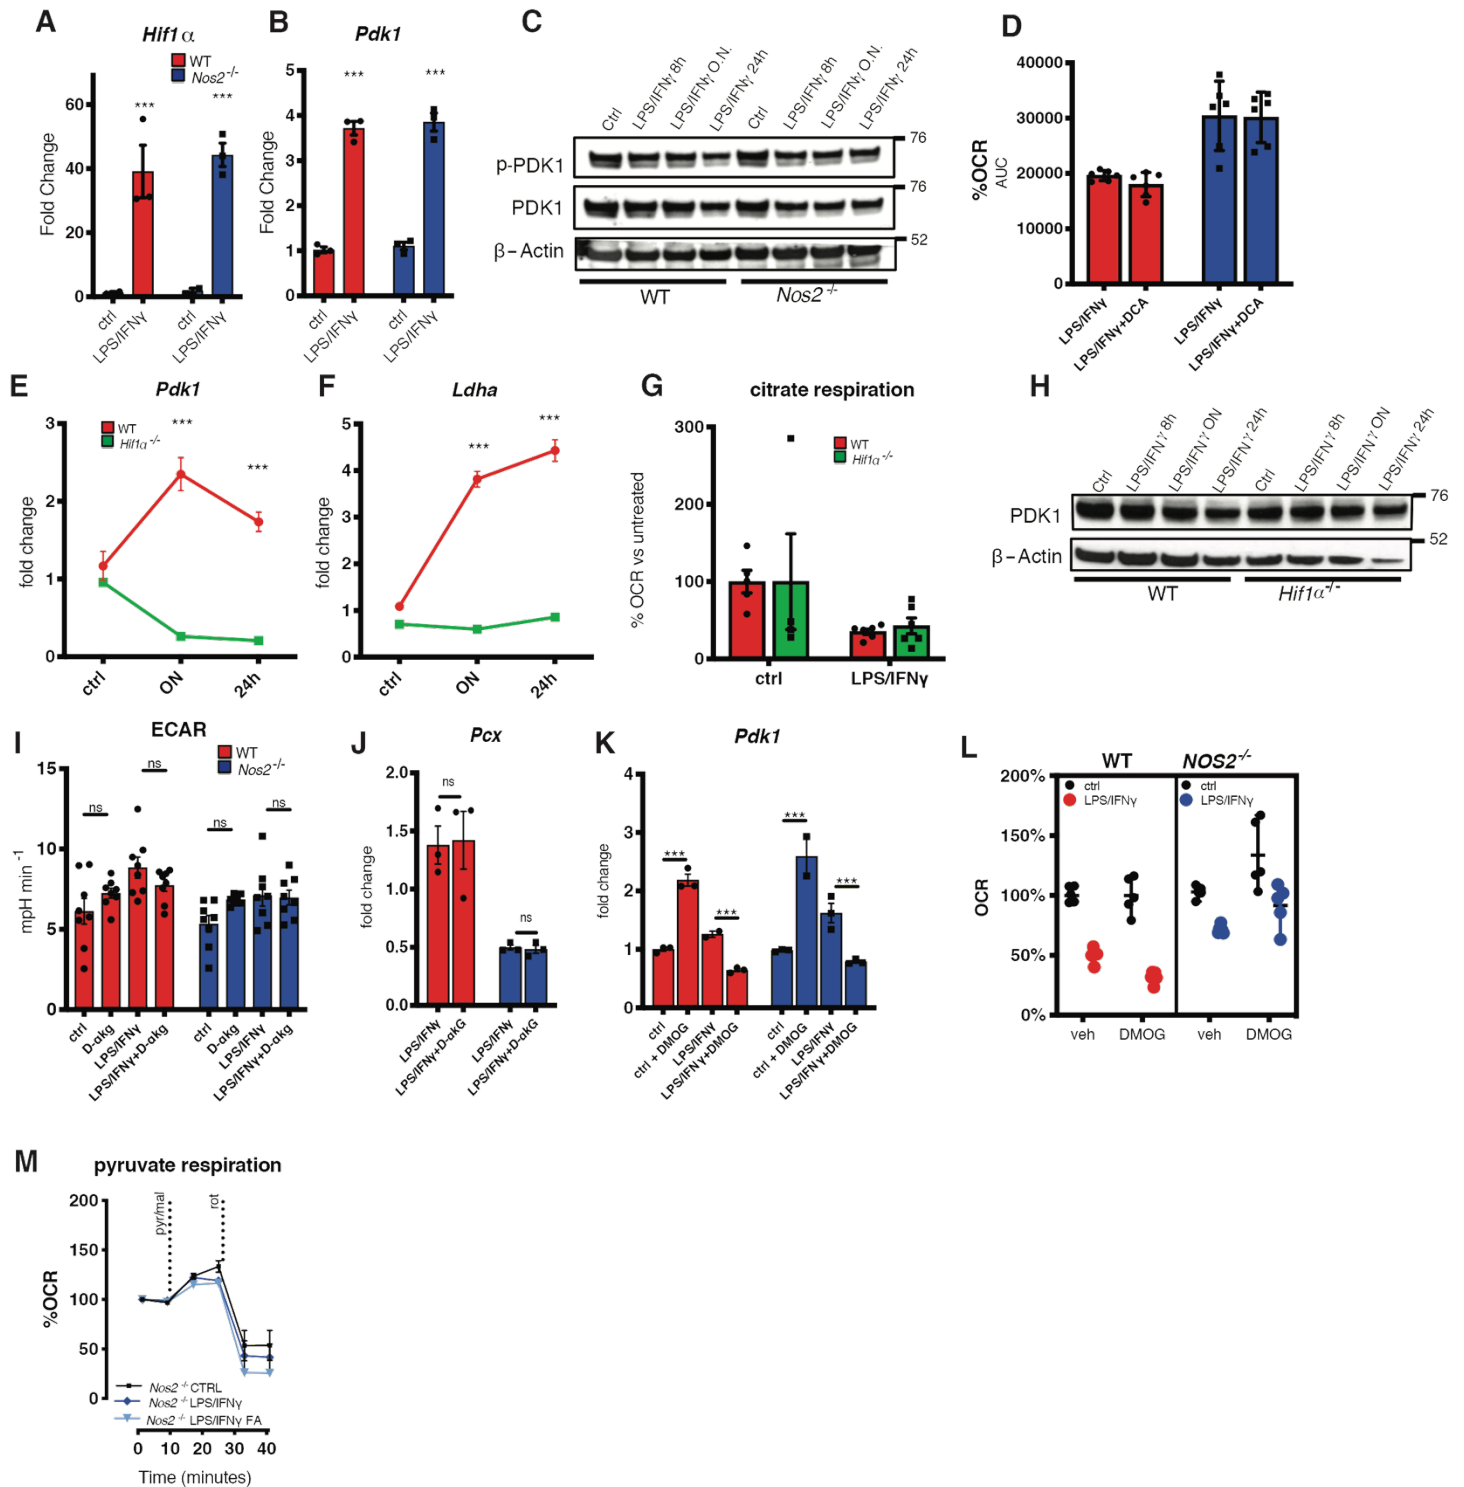 A
Hif1α
WT
Nos2-/-
Fold Change
60
40
20
0
***
***
ctrl
LPS/IFNγ
ctrl
LPS/IFNγ
B
Pdk1
Fold Change
5
4
3
2
1
0
***
***
ctrl
LPS/IFNγ
ctrl
LPS/IFNγ
C
Ctrl
LPS/IFNγ 8h
LPS/IFNγ O.N.
LPS/IFNγ 24h
Ctrl
LPS/IFNγ 8h
LPS/IFNγ O.N.
LPS/IFNγ 24h
p-PDK1
76
PDK1
76
β–Actin
52
WT
Nos2-/-
D
%OCR
AUC
40000
30000
20000
10000
0
LPS/IFNγ
LPS/IFNγ+DCA
LPS/IFNγ
LPS/IFNγ+DCA
E
Pdk1
WT
Hif1α-/-
fold change
3
2
1
0
***
***
ctrl
ON
24h
F
Ldha
fold change
5
4
3
2
1
0
***
***
ctrl
ON
24h
G
citrate respiration
WT
Hif1α-/-
% OCR vs untreated
300
200
100
0
ctrl
LPS/IFNγ
H
Ctrl
LPS/IFNγ 8h
LPS/IFNγ ON
LPS/IFNγ 24h
Ctrl
LPS/IFNγ 8h
LPS/IFNγ ON
LPS/IFNγ 24h
PDK1
76
β–Actin
52
WT
Hif1α-/-
I
ECAR
WT
Nos2-/-
mpH min -1
15
10
5
0
ns
ns
ns
ns
ctrl
D-akg
LPS/IFNγ
LPS/IFNγ+D-akg
ctrl
D-akg
LPS/IFNγ
LPS/IFNγ+D-akg
J
Pcx
fold change
2.0
1.5
1.0
0.5
0.0
ns
ns
LPS/IFNγ
LPS/IFNγ+D-aKG
LPS/IFNγ
LPS/IFNγ+D-aKG
K
Pdk1
fold change
4
3
2
1
0
***
***
***
***
ctrl
ctrl + DMOG
LPS/IFNγ
LPS/IFNγ+DMOG
ctrl
ctrl + DMOG
LPS/IFNγ
LPS/IFNγ+DMOG
L
WT
NOS2-/-
OCR
200%
150%
100%
50%
0%
ctrl
LPS/IFNγ
ctrl
LPS/IFNγ
veh
DMOG
veh
DMOG
M
pyruvate respiration
%OCR
200
150
100
50
0
pyr/mal
rot
Nos2-/- CTRL
Nos2-/- LPS/IFNγ
Nos2-/- LPS/IFNγ FA
0 10 20 30 40
Time (minutes)